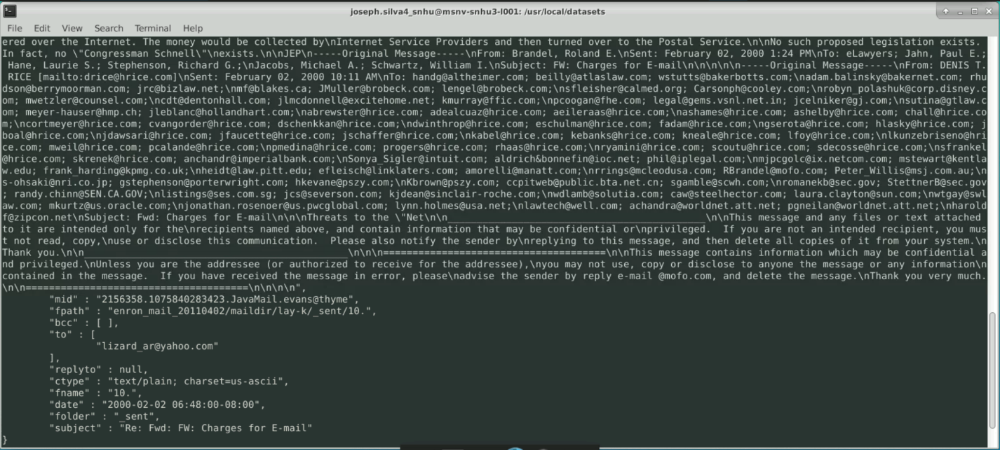 joseph.silva4_snhu@msnv-snhu3-l001: /usr/local/datasets
File Edit View Search Terminal Help
ered over the Internet. The money would be collected by\nInternet Service Providers and then turned over to the Postal Service.\n\nNo such proposed legislation exists.
In fact, no \"Congressman Schnell\"\nexists.\n\nJEP\n-----Original Message-----\nFrom: Brandel, Roland E.\nSent: February 02, 2000 1:24 PM\nTo: eLawyers; Jahn, Paul E.;
Hane, Laurie S.; Stephenson, Richard G.;\nJacobs, Michael A.; Schwartz, William I.\nSubject: FW: Charges for E-mail\n\n\n\n\n-----Original Message-----\nFrom: DENIS T.
RICE [mailto:drice@hrice.com]\nSent: February 02, 2000 10:11 AM\nTo: handg@altheimer.com; beilly@atlaslaw.com; wstutts@bakerbotts.com;\nadam.balinsky@bakernet.com; rhu
dson@berrymoorman.com; jrc@bizlaw.net;\nmf@blakes.ca; JMuller@brobeck.com; lengel@brobeck.com;\nsfleisher@calmed.org; Carsonph@cooley.com;\nrobyn_polashuk@corp.disney.c
om; mwetzler@counsel.com;\ncdt@dentonhall.com; jlmcdonnell@excitehome.net; kmurray@ffic.com;\npcoogan@fhe.com; legal@gems.vsnl.net.in; jcelniker@gj.com;\nsutina@gtlaw.c
om; meyer-hauser@hmp.ch; jleblanc@hollandhart.com;\nabrewster@hrice.com; adealcuaz@hrice.com; aeileraas@hrice.com;\nashames@hrice.com; ashelby@hrice.com; chall@hrice.co
m;\ncortmeyer@hrice.com; cvangorder@hrice.com; dschenkkan@hrice.com;\ndwinthrop@hrice.com; eschulman@hrice.com; fadam@hrice.com;\ngserota@hrice.com; hlasky@hrice.com; j
boal@hrice.com;\njdawsari@hrice.com; jfaucette@hrice.com; jschaffer@hrice.com;\nkabel@hrice.com; kebanks@hrice.com; kneale@hrice.com; lfoy@hrice.com;\nlkunzebriseno@hri
ce.com; mweil@hrice.com; pcalande@hrice.com;\npmedina@hrice.com; progers@hrice.com; rhaas@hrice.com;\nryamini@hrice.com; scoutu@hrice.com; sdecosse@hrice.com;\nsfrankel
@hrice.com; skrenek@hrice.com; anchandr@imperialbank.com;\nSonya_Sigler@intuit.com; aldrich&bonnefin@ioc.net; phil@iplegal.com;\nmjpcgolc@ix.netcom.com; mstewart@kentla
w.edu; frank_harding@kpmg.co.uk;\nheidt@law.pitt.edu; efleisch@linklaters.com; amorelli@manatt.com;\nrrings@mcleodusa.com; RBrandel@mofo.com; Peter_Willis@msj.com.au;\n
s-ohsaki@nri.co.jp; gstephenson@porterwright.com; hkevane@pszy.com;\nKbrown@pszy.com; ccpitweb@public.bta.net.cn; sgamble@scwh.com;\nromanekb@sec.gov; StettnerB@sec.gov
; randy.chinn@SEN.CA.GOV;\nlistings@ses.com.sg; jcs@severson.com; kjdean@sinclair-roche.com;\nwdlamb@solutia.com; caw@steelhector.com; laura.clayton@sun.com;\nwtgay@swl
aw.com; mkurtz@us.oracle.com;\njonathan.rosenoer@us.pwcglobal.com; lynn.holmes@usa.net;\nlawtech@well.com; achandra@worldnet.att.net; pgneilan@worldnet.att.net;\nharol
f@zipcon.net\nSubject: Fwd: Charges for E-mail\n\n\nThreats to the \"Net\n\n_____________________________________________\n\nThis message and any files or text attached
to it are intended only for the\nrecipients named above, and contain information that may be confidential or\nprivileged.  If you are not an intended recipient, you mus
t not read, copy,\nuse or disclose this communication.  Please also notify the sender by\nreplying to this message, and then delete all copies of it from your system.\n
Thank you.\n\n______________________________________________\n\n\n======================================\n\nThis message contains information which may be confidential a
nd privileged.\nUnless you are the addressee (or authorized to receive for the addressee),\nyou may not use, copy or disclose to anyone the message or any information\n
contained in the message.  If you have received the message in error, please\nadvise the sender by reply e-mail @mofo.com, and delete the message.\nThank you very much.
\n\n======================================\n\n\n\n",
"mid" : "2156358.1075840283423.JavaMail.evans@thyme",
"fpath" : "enron_mail_20110402/maildir/lay-k/_sent/10.",
"bcc" : [ ],
"to" : [
"lizard_ar@yahoo.com"
],
"replyto" : null,
"ctype" : "text/plain; charset=us-ascii",
"fname" : "10.",
"date" : "2000-02-02 06:48:00-08:00",
"folder" : "_sent",
"subject" : "Re: Fwd: FW: Charges for E-mail"
}